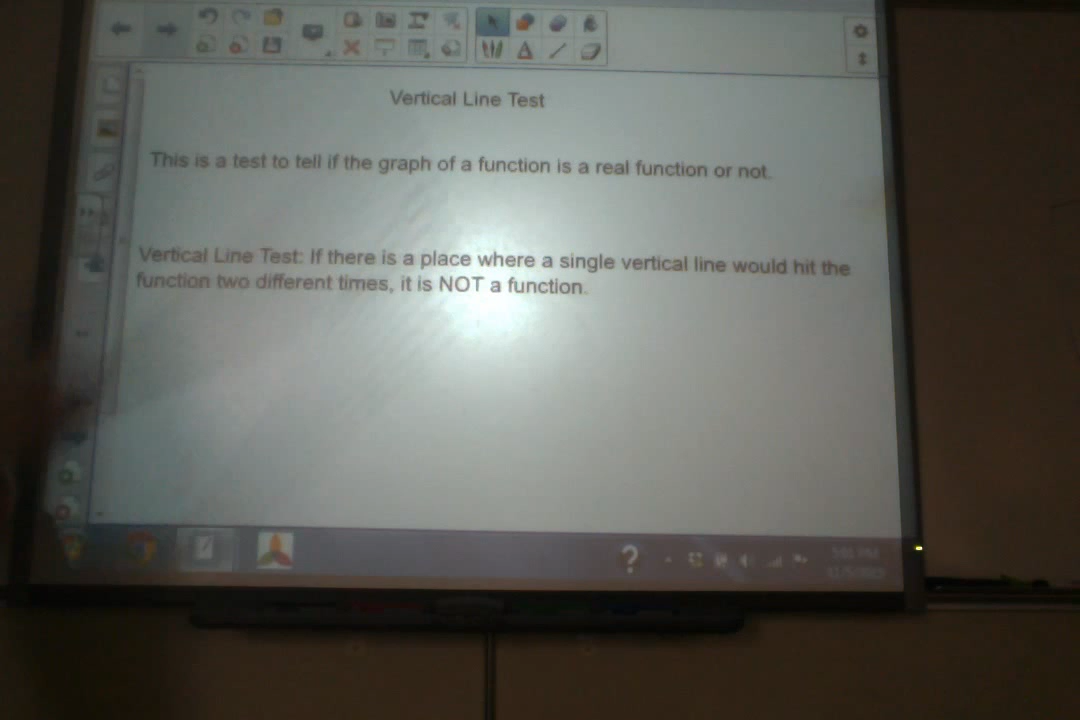 Vertical Line Test
This is a test to tell if the graph of a function is a real function or not.
Vertical Line Test: If there is a place where a single vertical line would hit the
function two different times, it is NOT a function.
?